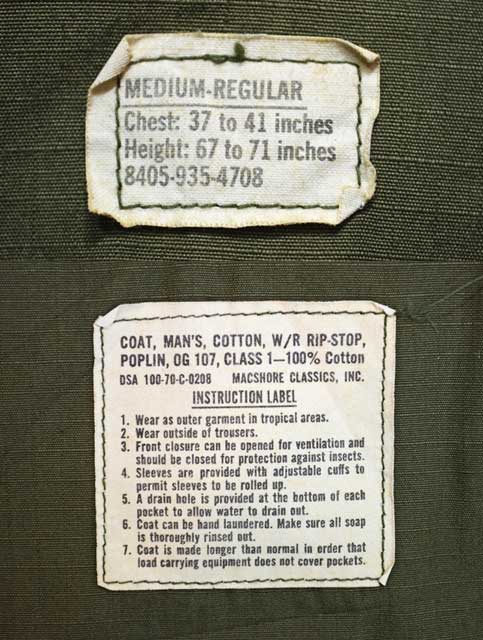 MEDIUM-REGULAR
Chest: 37 to 41 inches
Height: 67 to 71 inches
8405-935-4708
COAT, MAN'S, COTTON, W/R RIP-STOP,
POPLIN, OG 107, CLASS 1—100% Cotton
DSA 100-70-C-0208 MACSHORE CLASSICS, INC.
INSTRUCTION LABEL
1. Wear as outer garment in tropical areas.
2. Wear outside of trousers.
3. Front closure can be opened for ventilation and
should be closed for protection against insects.
4. Sleeves are provided with adjustable cuffs to
permit sleeves to be rolled up.
5. A drain hole is provided at the bottom of each
pocket to allow water to drain out.
6. Coat can be hand laundered. Make sure all soap
is thoroughly rinsed out.
7. Coat is made longer than normal in order that
load carrying equipment does not cover pockets.